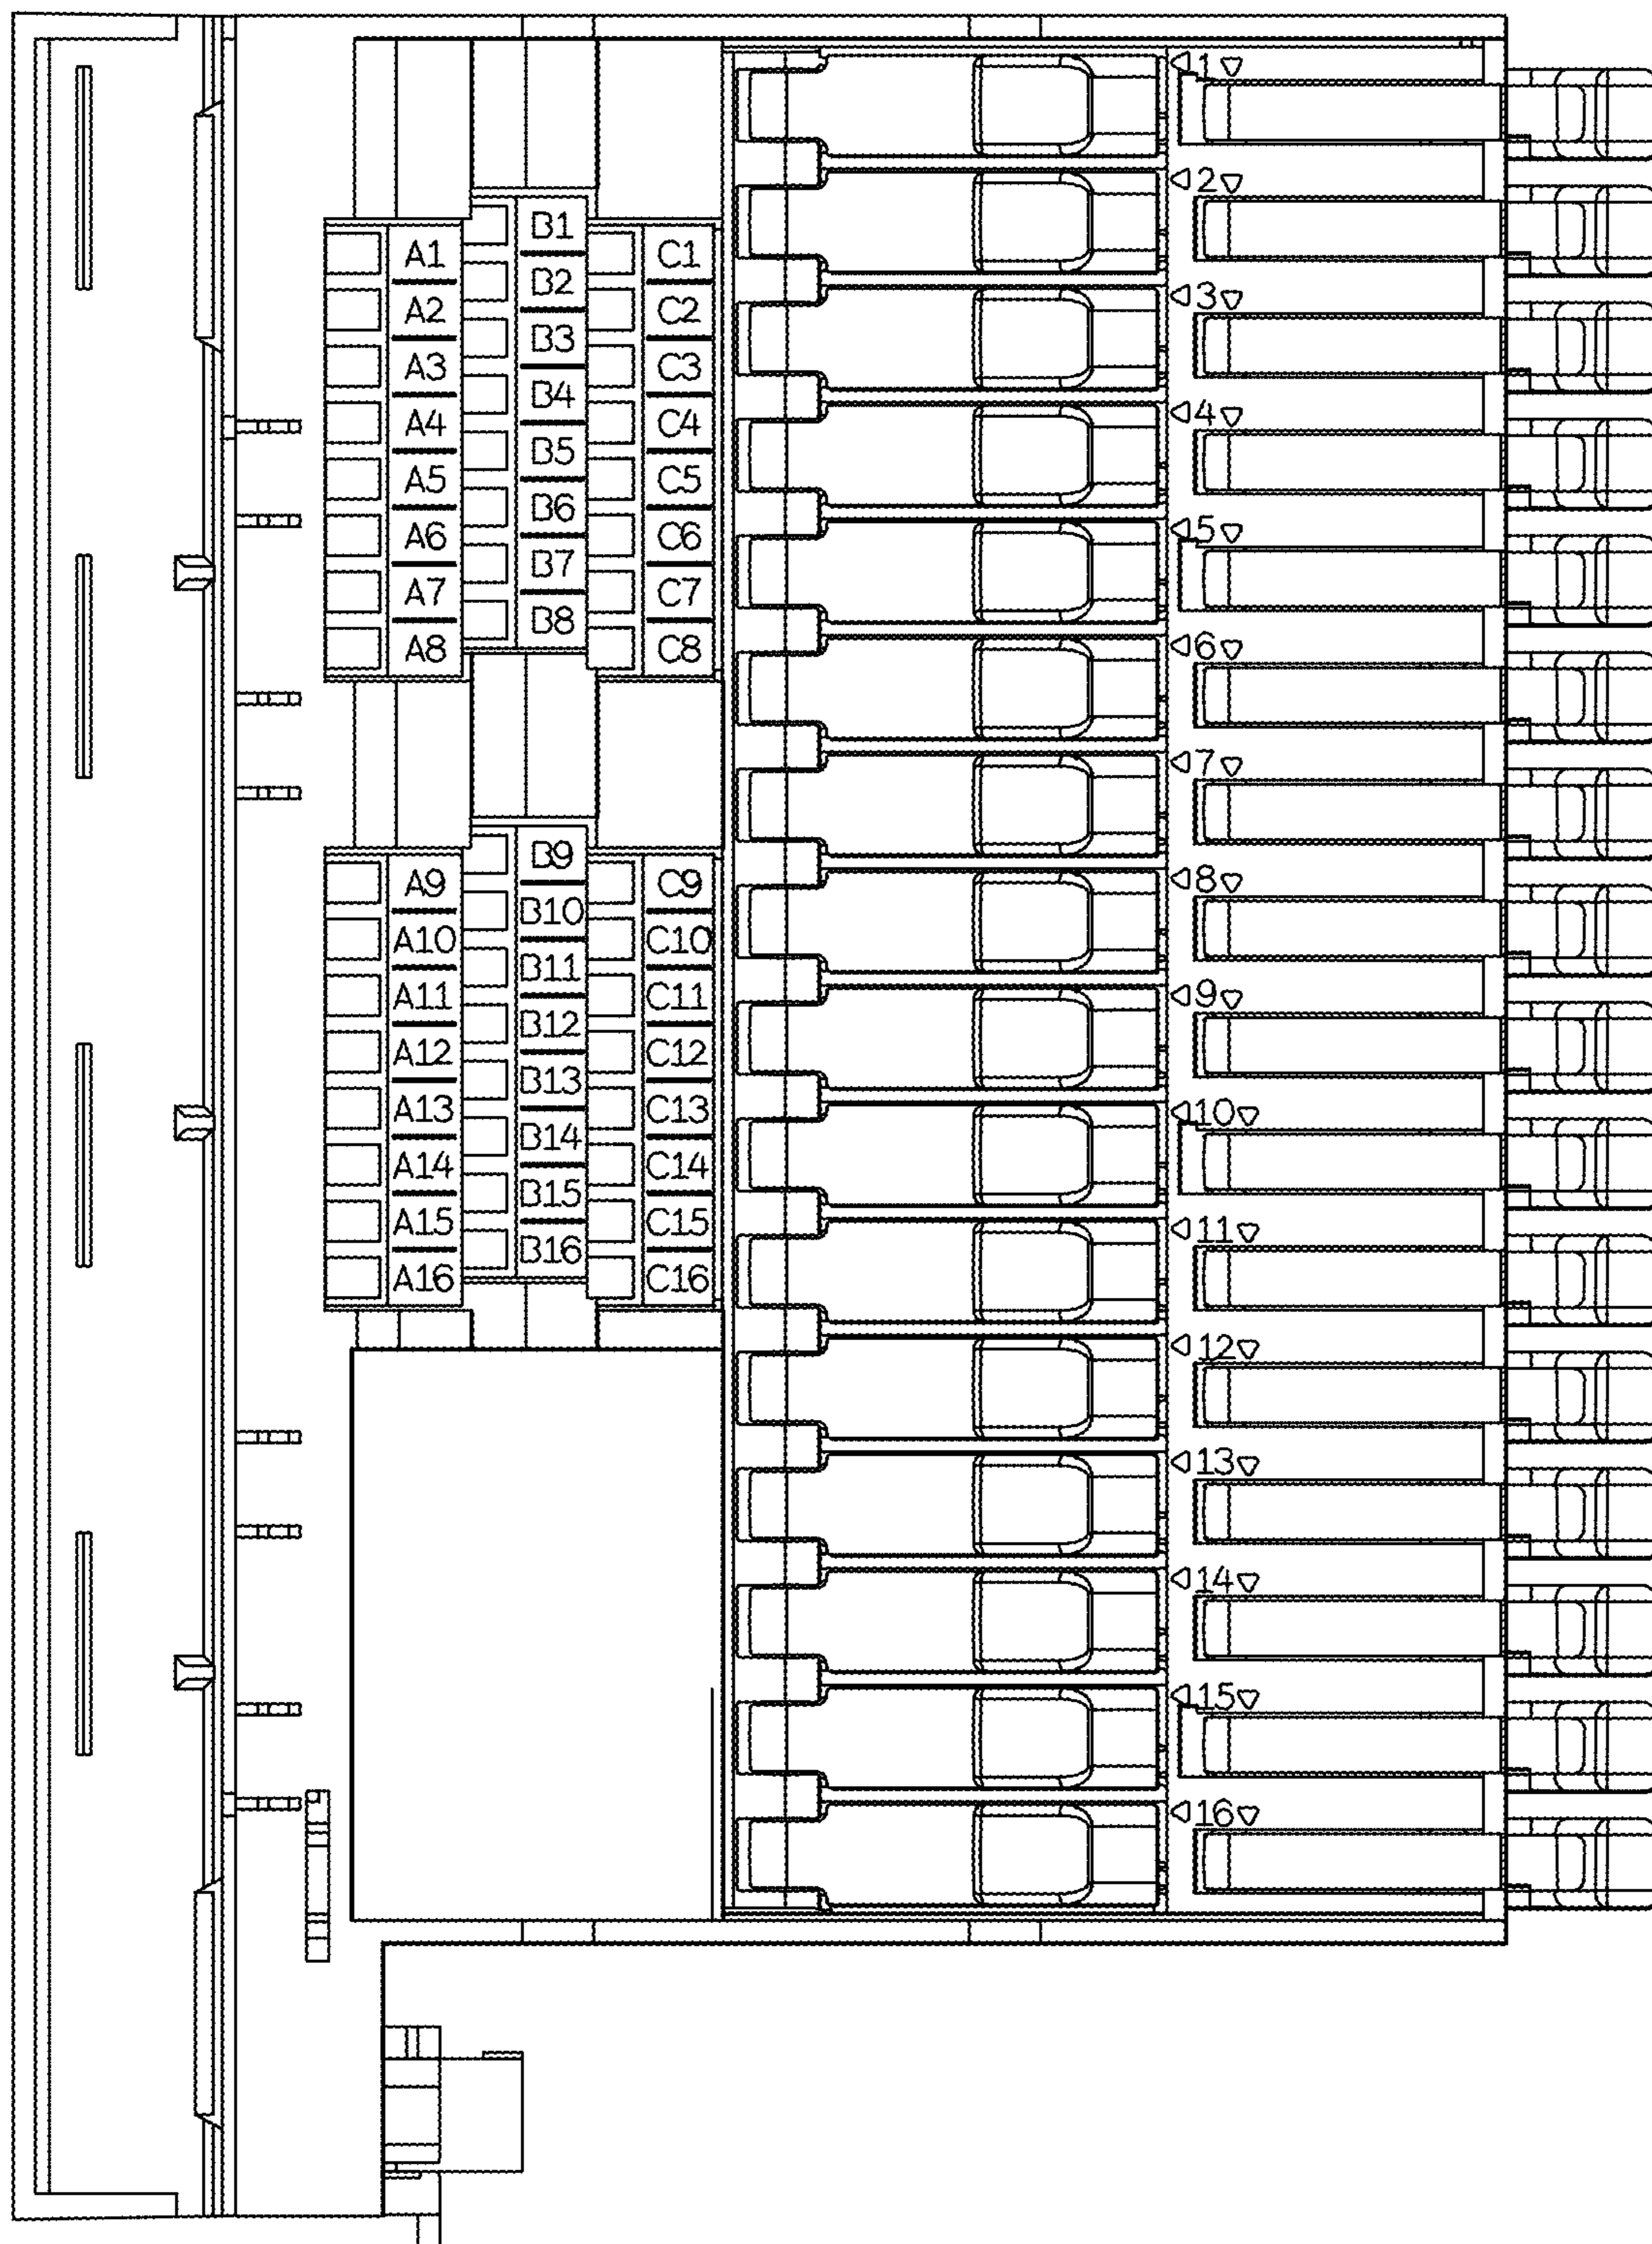 ◁1▽
◁2▽
◁3▽
◁4▽
◁5▽
◁6▽
◁7▽
◁8▽
◁9▽
◁10▽
◁11▽
◁12▽
◁13▽
◁14▽
◁15▽
◁16▽
A1
A2
A3
A4
A5
A6
A7
A8
B1
B2
B3
B4
B5
B6
B7
B8
C1
C2
C3
C4
C5
C6
C7
C8
A9
A10
A11
A12
A13
A14
A15
A16
B9
B10
B11
B12
B13
B14
B15
B16
C9
C10
C11
C12
C13
C14
C15
C16